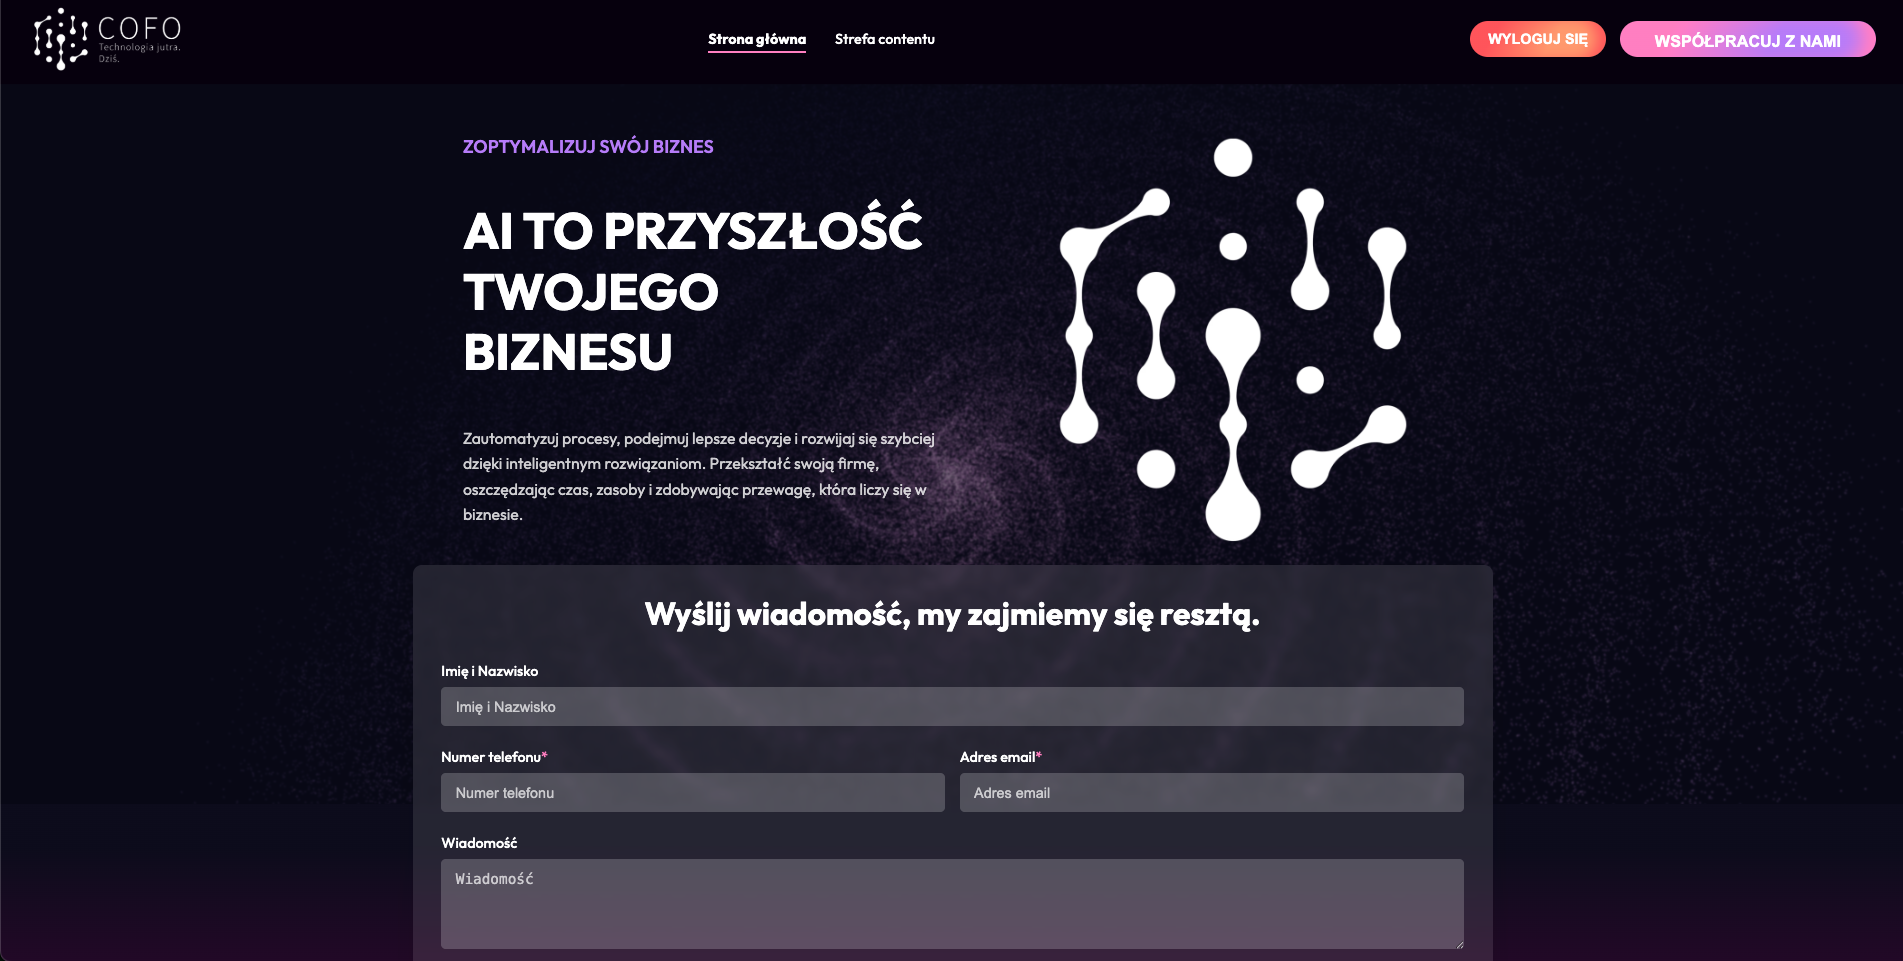 COFO
Technologia jutra.
Dziś.
Strona główna
Strefa contentu
WYLOGUJ SIĘ
WSPÓŁPRACUJ Z NAMI
ZOPTYMALIZUJ SWÓJ BIZNES
AI TO PRZYSZŁOŚĆ
TWOJEGO
BIZNESU
Zautomatyzuj procesy, podejmuj lepsze decyzje i rozwijaj się szybciej
dzięki inteligentnym rozwiązaniom. Przekształć swoją firmę,
oszczędzając czas, zasoby i zdobywając przewagę, która liczy się w
biznesie.
Wyślij wiadomość, my zajmiemy się resztą.
Imię i Nazwisko
Imię i Nazwisko
Numer telefonu*
Adres email*
Numer telefonu
Adres email
Wiadomość
Wiadomość